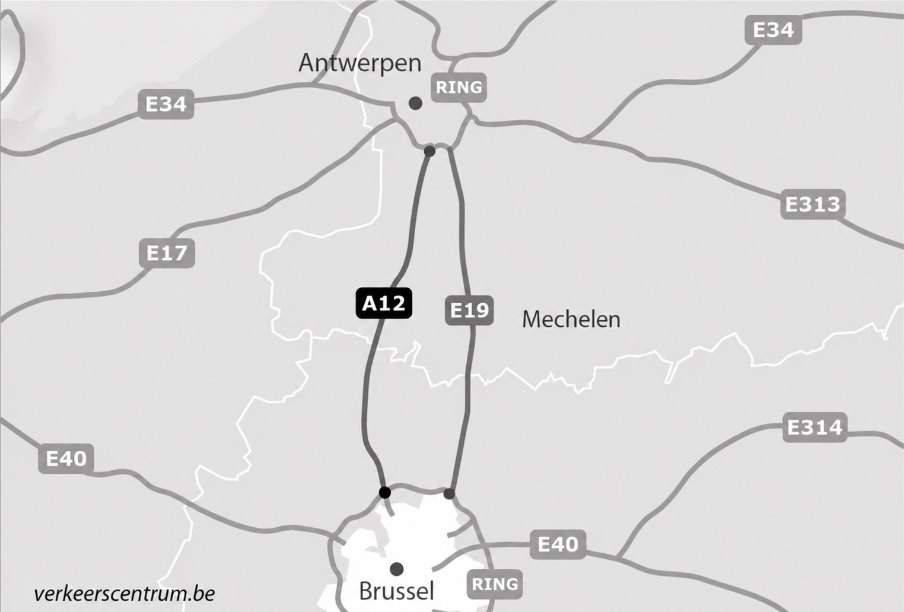 E34
Antwerpen
RING
E34
E313
E17
A12
E19
Mechelen
E314
E40
E40
Brussel
RING
verkeerscentrum.be